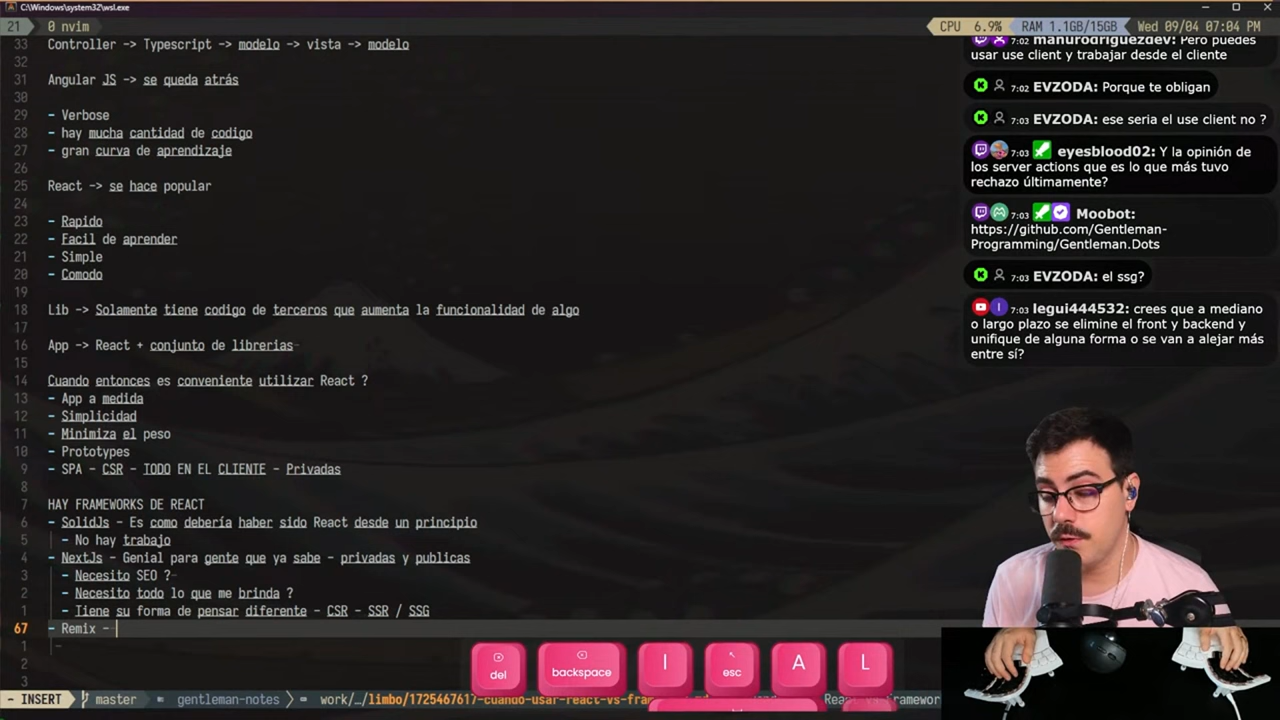 C:\Windows\system32\wsl.exe
21 0 nvim
CPU 6.9% RAM 1.1GB/15GB Wed 09/04 07:04 PM
33 Controller -> Typescript -> modelo -> vista -> modelo
32
31 Angular JS -> se queda atrás
30
29 - Verbose
28 - hay mucha cantidad de codigo
27 - gran curva de aprendizaje
26
25 React -> se hace popular
24
23 - Rapido
22 - Facil de aprender
21 - Simple
20 - Comodo
19
18 Lib -> Solamente tiene codigo de terceros que aumenta la funcionalidad de algo
17
16 App -> React + conjunto de librerias
15
14 Cuando entonces es conveniente utilizar React ?
13 - App a medida
12 - Simplicidad
11 - Minimiza el peso
10 - Prototypes
9 - SPA - CSR - TODO EN EL CLIENTE - Privadas
8
7 HAY FRAMEWORKS DE REACT
6 - SolidJs - Es como debería haber sido React desde un principio
5 - No hay trabajo
4 - NextJs - Genial para gente que ya sabe - privadas y publicas
3 - Necesito SEO ?
2 - Necesito todo lo que me brinda ?
1 - Tiene su forma de pensar diferente - CSR - SSR / SSG
67 - Remix -
1 -
2
3
- INSERT master gentleman-notes work/…/limbo/1725467617-cuando-usar-react-vs-fram
7:02 manurodriguezdev: Pero puedes
usar use client y trabajar desde el cliente
7:02 EVZODA: Porque te obligan
7:03 EVZODA: ese seria el use client no ?
7:03 eyesblood02: Y la opinión de
los server actions que es lo que más tuvo
rechazo últimamente?
7:03 Moobot:
https://github.com/Gentleman-
Programming/Gentleman.Dots
7:03 EVZODA: el ssg?
7:03 legui444532: crees que a mediano
o largo plazo se elimine el front y backend y
unifique de alguna forma o se van a alejar más
entre sí?
del backspace I esc A L